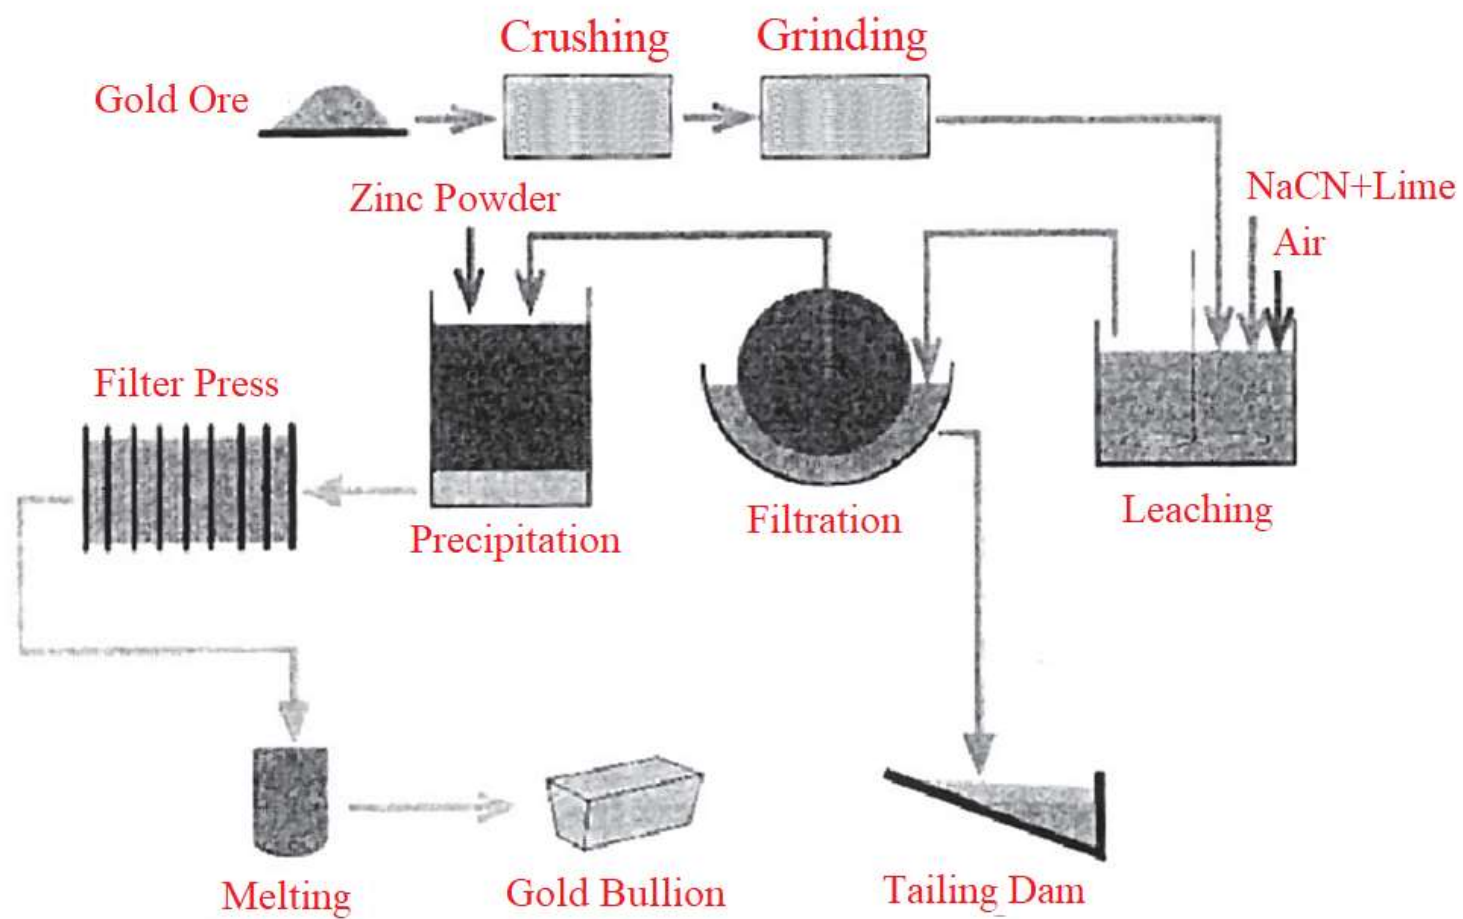 Crushing
Grinding
Gold Ore
Zinc Powder
NaCN+Lime
Air
Filter Press
Precipitation
Filtration
Leaching
Melting
Gold Bullion
Tailing Dam